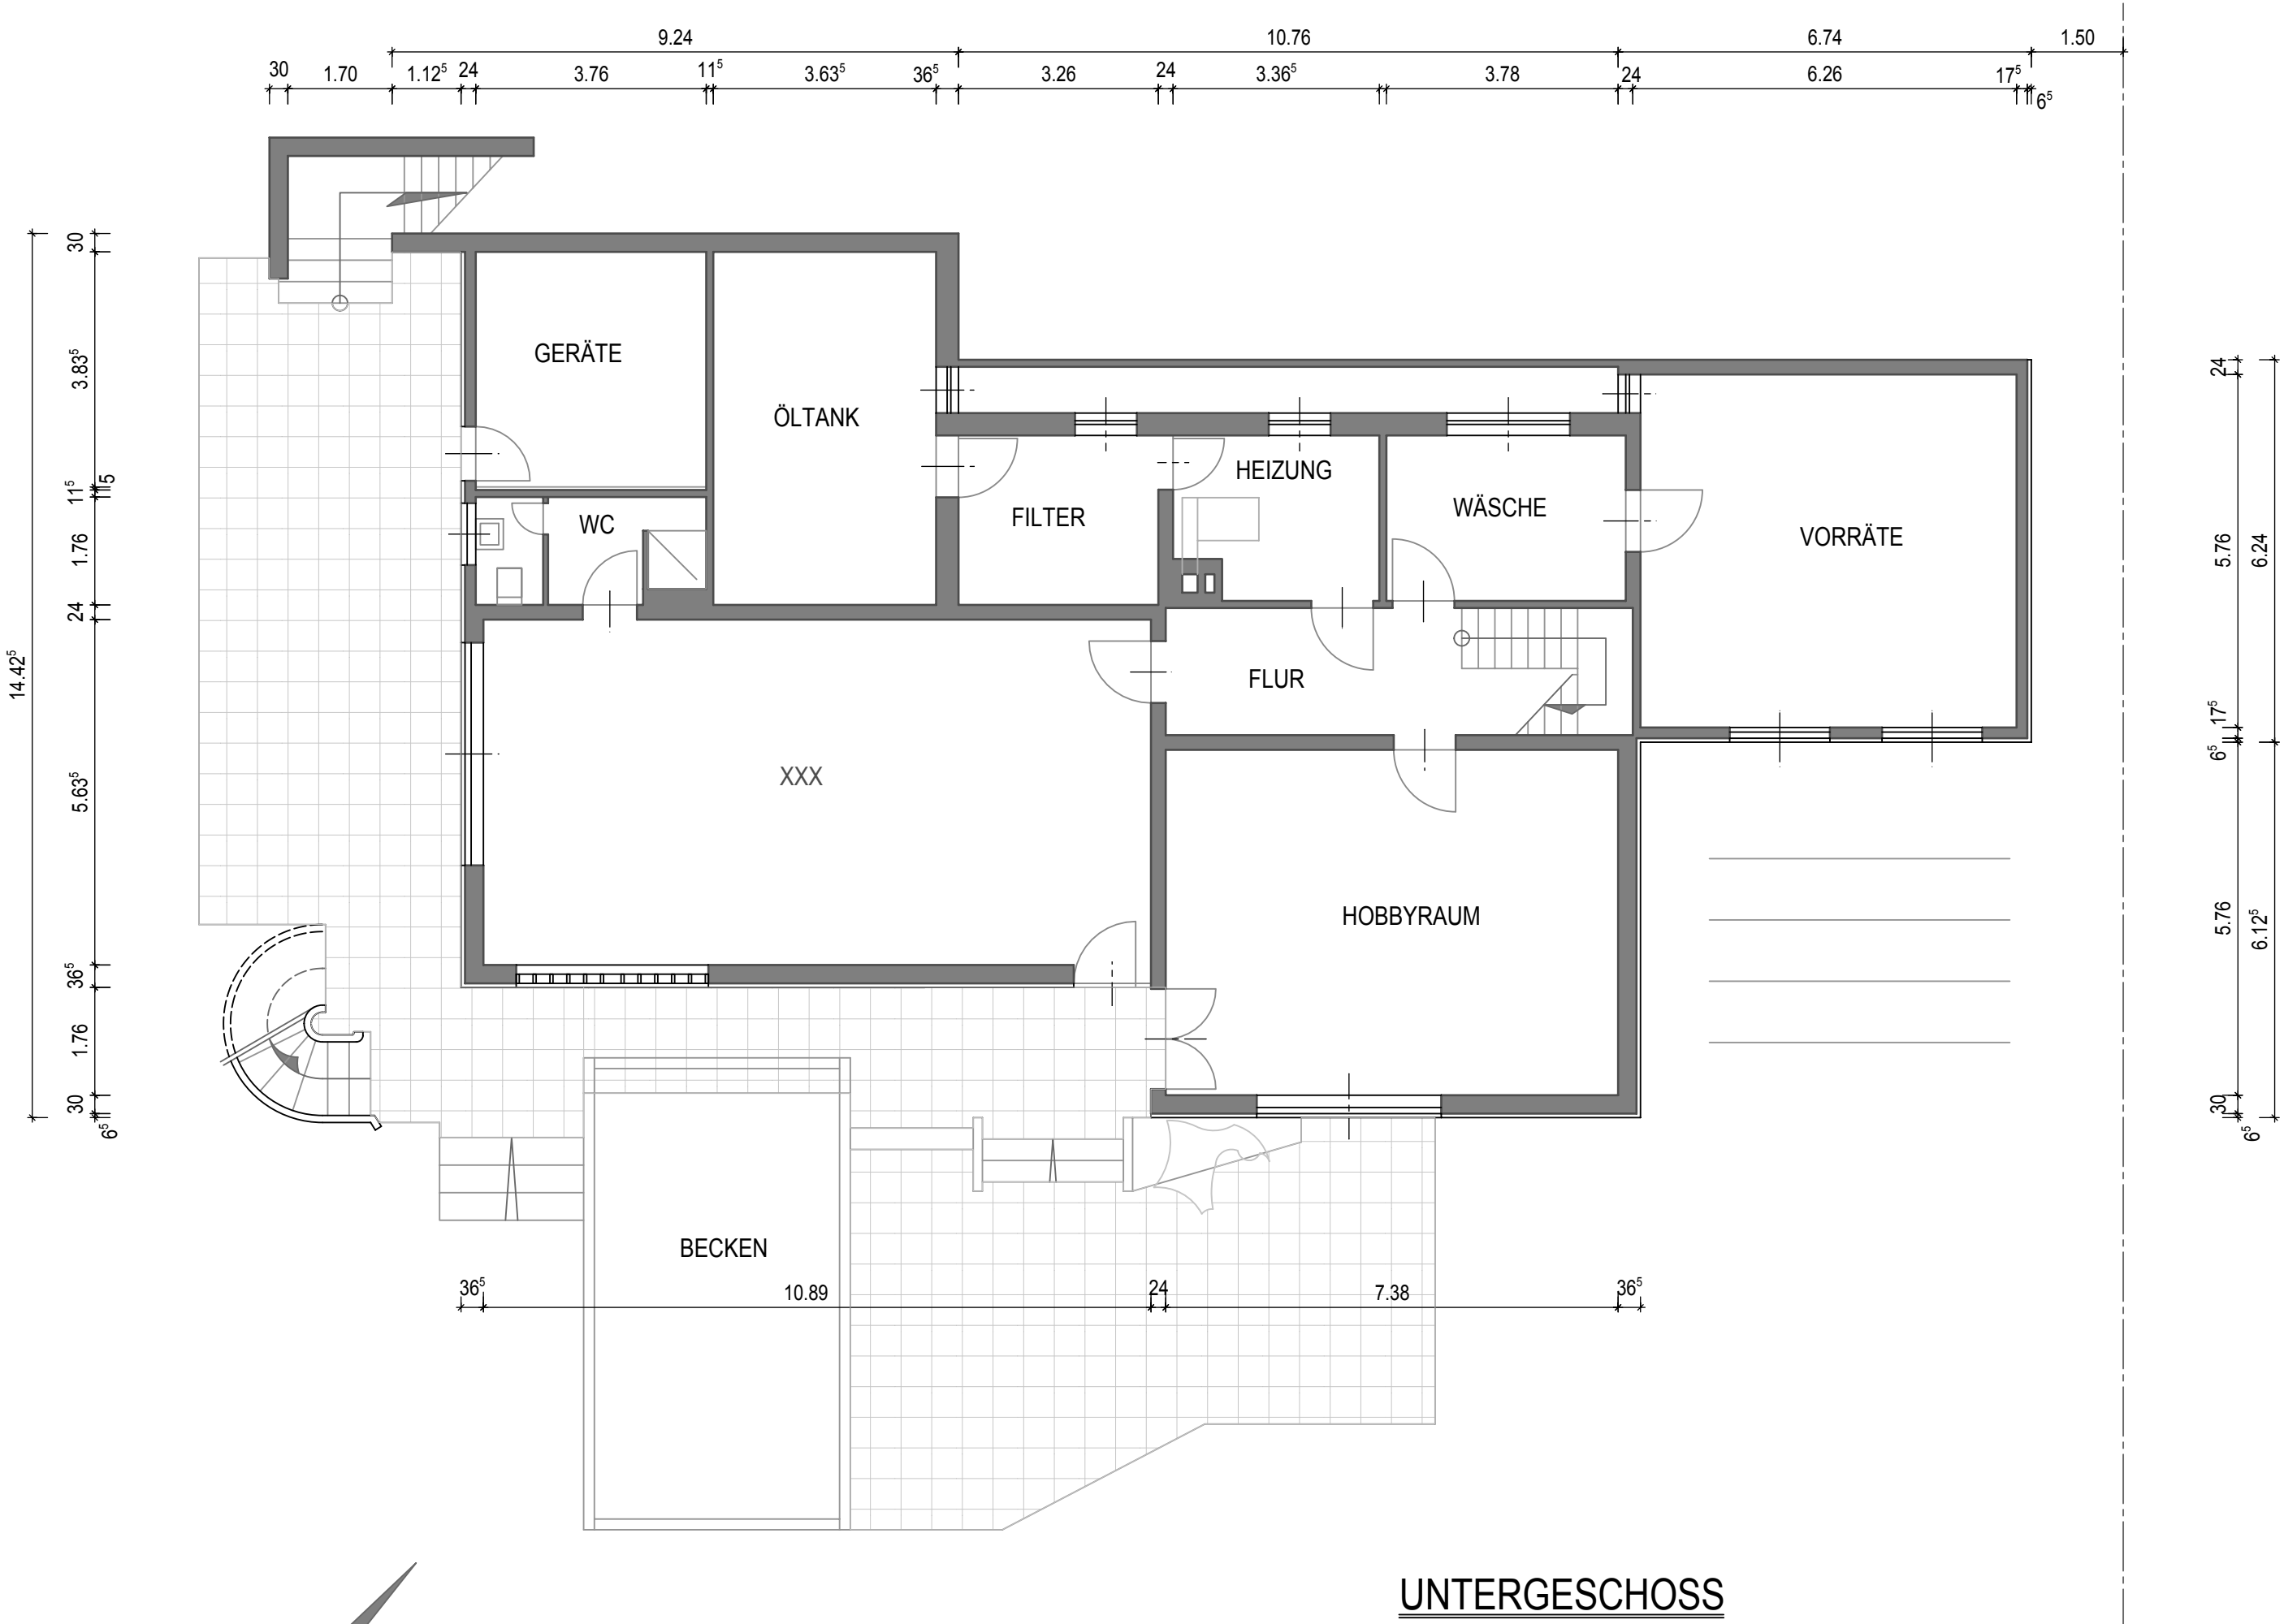 9.24 10.76 6.74 1.50
30 1.70 1.12⁵ 24 3.76 11⁵ 3.63⁵ 36⁵ 3.26 24 3.36⁵ 3.78 24 6.26 17⁵
6⁵
30
3.83⁵
11⁵
5
1.76
24
14.42⁵
5.63⁵
36⁵
1.76
30
6⁵
GERÄTE
ÖLTANK
HEIZUNG
WC
FILTER
WÄSCHE
VORRÄTE
FLUR
XXX
HOBBYRAUM
BECKEN
24
5.76
6.24
17⁵
6⁵
5.76
6.12⁵
30
6⁵
36⁵ 10.89 24 7.38 36⁵
UNTERGESCHOSS